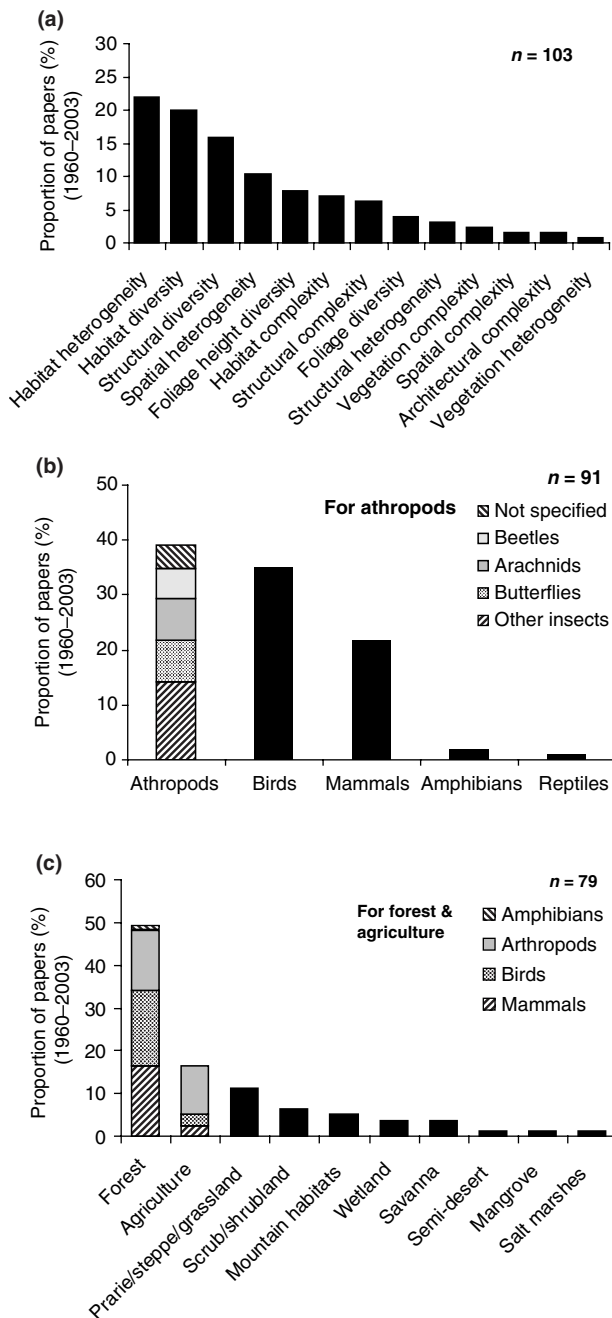 (a)
30
25
20
15
10
5
0
Proportion of papers (%)
(1960–2003)
n = 103
Habitat heterogeneity
Habitat diversity
Structural diversity
Spatial heterogeneity
Foliage height diversity
Habitat complexity
Structural complexity
Foliage diversity
Structural heterogeneity
Vegetation complexity
Spatial complexity
Architectural complexity
Vegetation heterogeneity
(b)
50
40
30
20
10
0
Proportion of papers (%)
(1960–2003)
n = 91
For athropods
Not specified
Beetles
Arachnids
Butterflies
Other insects
Athropods
Birds
Mammals
Amphibians
Reptiles
(c)
60
50
40
30
20
10
0
Proportion of papers (%)
(1960–2003)
n = 79
For forest &
agriculture
Amphibians
Arthropods
Birds
Mammals
Forest
Agriculture
Prarie/steppe/grassland
Scrub/shrubland
Mountain habitats
Wetland
Savanna
Semi-desert
Mangrove
Salt marshes